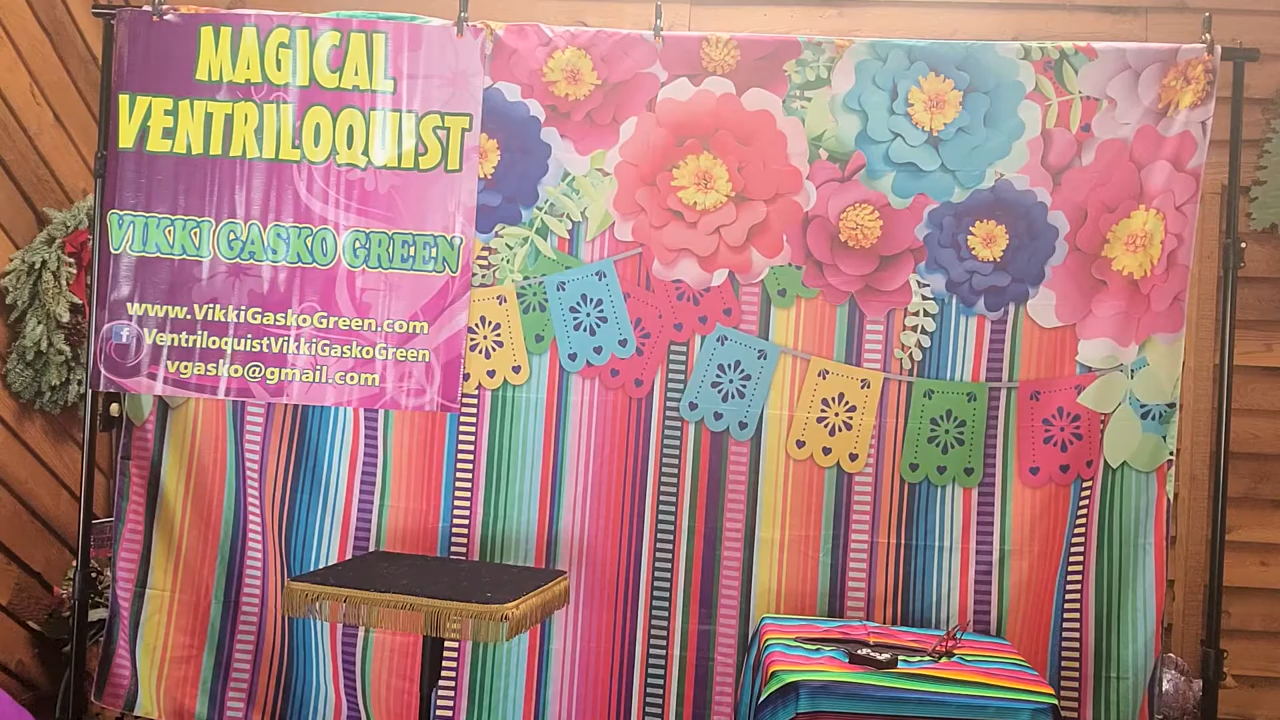 MAGICAL
VENTRILOQUIST
VIKKI GASKO GREEN
www.VikkiGaskoGreen.com
f VentriloquistVikkiGaskoGreen
vgasko@gmail.com